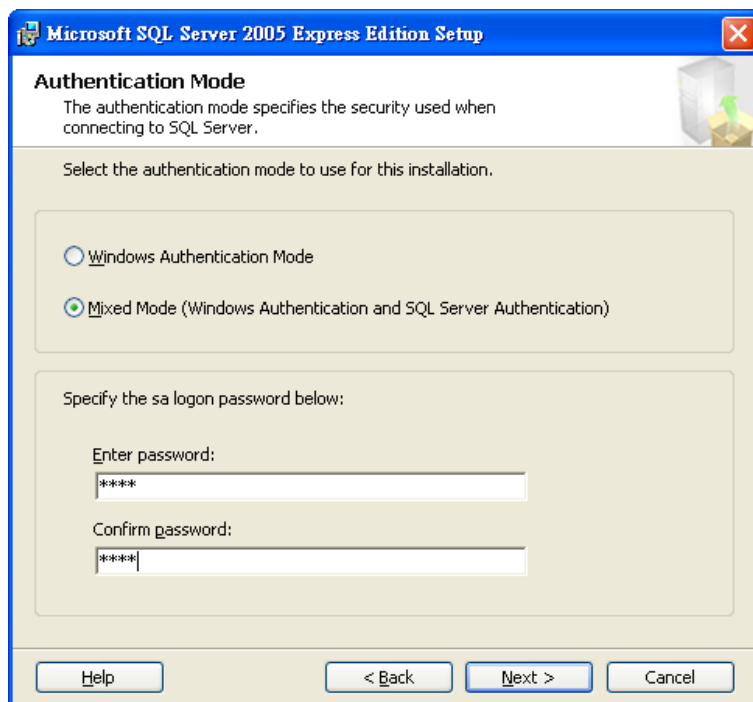 Microsoft SQL Server 2005 Express Edition Setup
Authentication Mode
The authentication mode specifies the security used when
connecting to SQL Server.
Select the authentication mode to use for this installation.
Windows Authentication Mode
Mixed Mode (Windows Authentication and SQL Server Authentication)
Specify the sa logon password below:
Enter password:
****
Confirm password:
****
Help < Back Next > Cancel